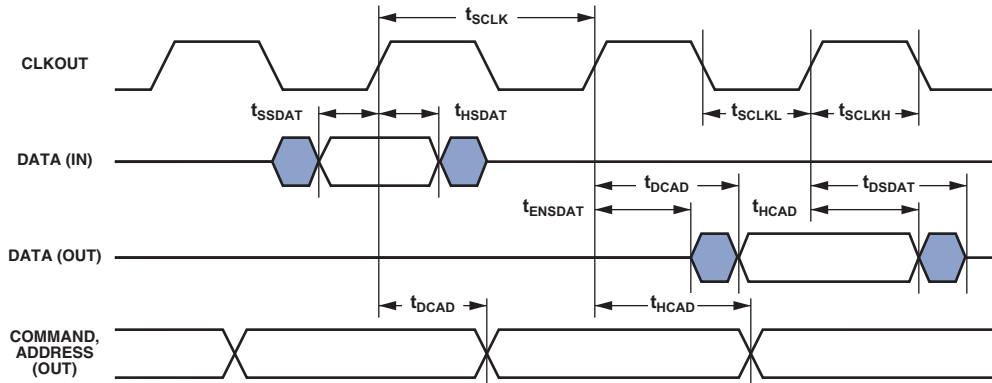 tSCLK
CLKOUT
tSSDAT
tHSDAT
tSCLKL
tSCLKH
DATA (IN)
tDCAD
tDSDAT
tENSDAT
tHCAD
DATA (OUT)
tDCAD
tHCAD
COMMAND,
ADDRESS
(OUT)